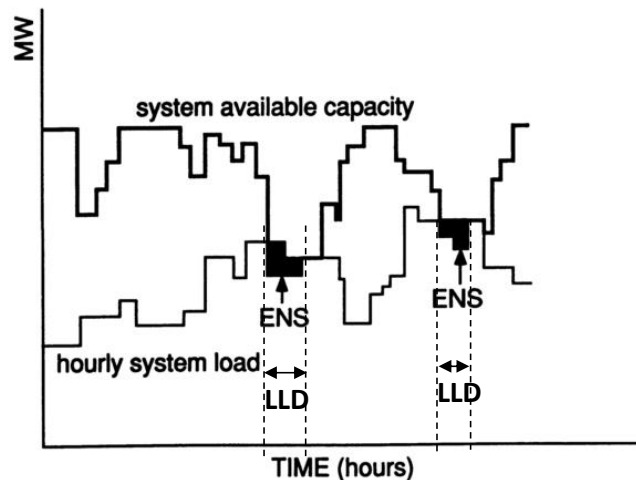 MW
system available capacity
ENS
ENS
hourly system load
LLD
LLD
TIME (hours)